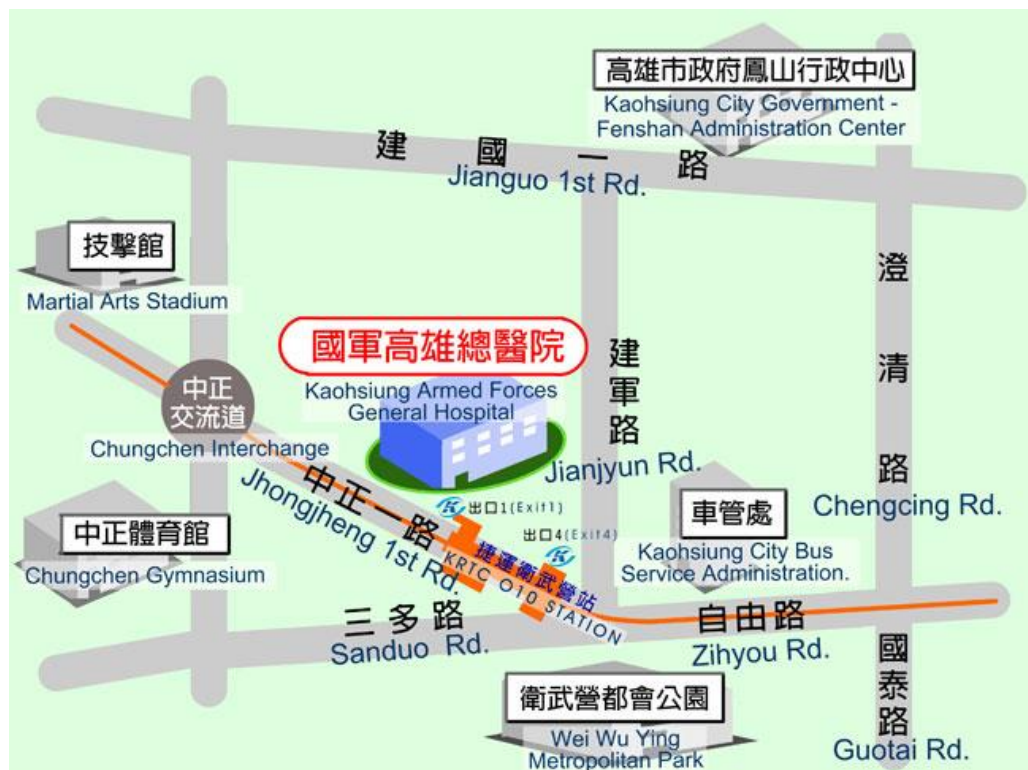 高雄市政府鳳山行政中心
Kaohsiung City Government -
Fenshan Administration Center
建國一路
Jianguo 1st Rd.
技擊館
Martial Arts Stadium
澄清路
Chengcing Rd.
國軍高雄總醫院
Kaohsiung Armed Forces
General Hospital
建軍路
Jianjyun Rd.
中正
交流道
Chungchen Interchange
中正一路
Jhongjheng 1st Rd.
出口1(Exit1)
出口4(Exit4)
捷運衛武營站
KRTC O10 STATION
車管處
Kaohsiung City Bus
Service Administration.
中正體育館
Chungchen Gymnasium
三多路
Sanduo Rd.
自由路
Zihyou Rd.
衛武營都會公園
Wei Wu Ying
Metropolitan Park
國泰路
Guotai Rd.